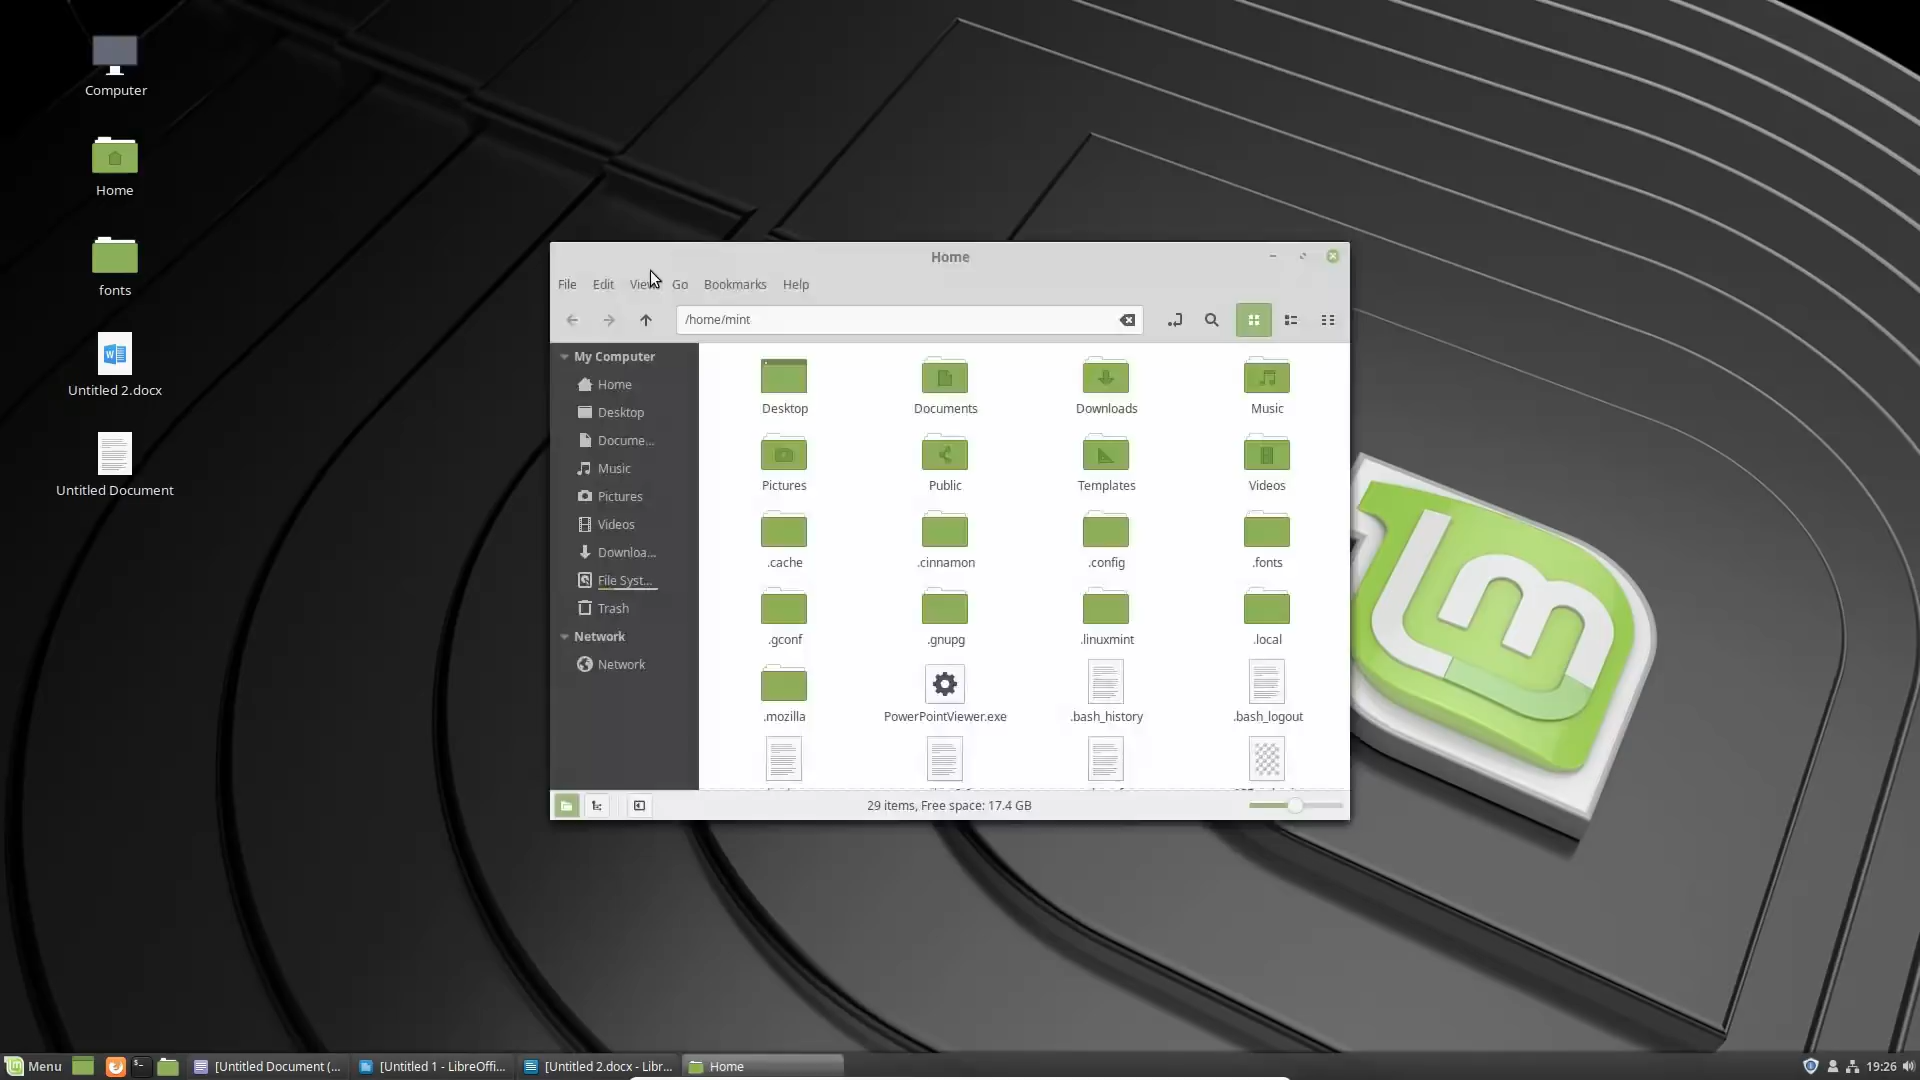 Computer
Home
fonts
Untitled 2.docx
Untitled Document
Home
File Edit View Go Bookmarks Help
/home/mint
My Computer
Home
Desktop
Docume...
Music
Pictures
Videos
Downloa...
File Syst...
Trash
Network
Network
Desktop Documents Downloads Music
Pictures Public Templates Videos
.cache .cinnamon .config .fonts
.gconf .gnupg .linuxmint .local
.mozilla PowerPointViewer.exe .bash_history .bash_logout
29 items, Free space: 17.4 GB
Menu [Untitled Document (... [Untitled 1 - LibreOffi... [Untitled 2.docx - Libr... Home 19:26